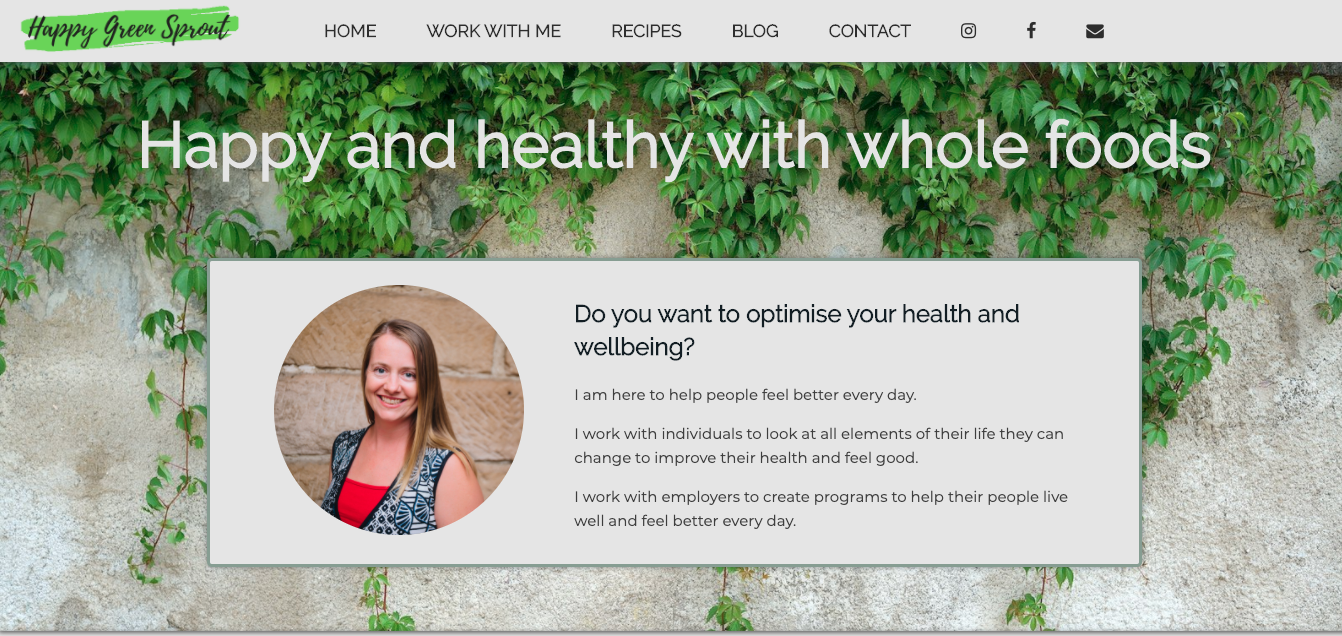 Happy Green Sprout
HOME WORK WITH ME RECIPES BLOG CONTACT
Happy and healthy with whole foods
Do you want to optimise your health and
wellbeing?
I am here to help people feel better every day.
I work with individuals to look at all elements of their life they can
change to improve their health and feel good.
I work with employers to create programs to help their people live
well and feel better every day.